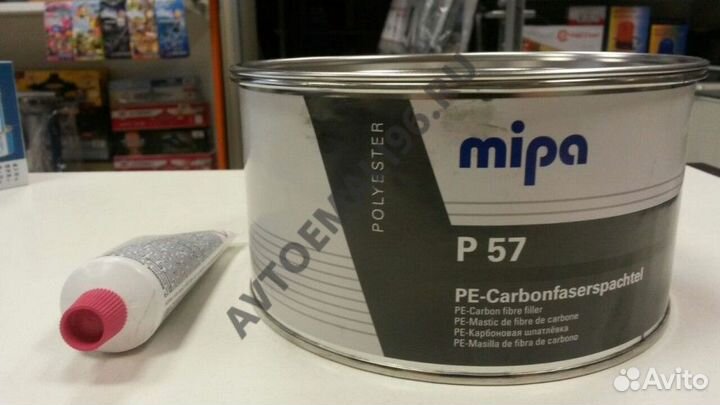 POLYESTER
mipa
P 57
PE-Carbonfaserspachtel
PE-Carbon fibre filler
PE-Mastic de fibre de carbone
PE-Карбоновая шпатлёвка
PE-Masilla de fibra de carbono
AVTOEMALI96.RU
Avito